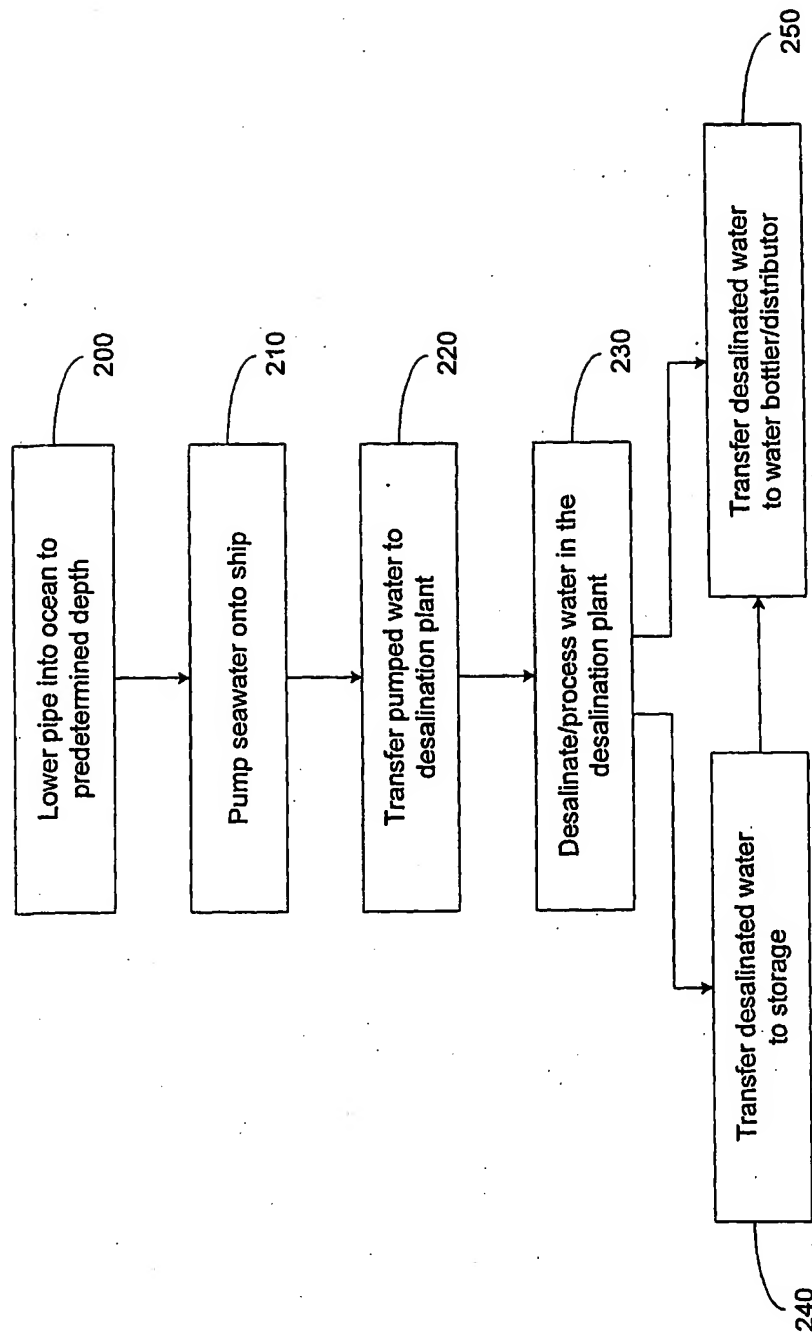 Lower pipe into ocean to
predetermined depth
200
Pump seawater onto ship
210
Transfer pumped water to
desalination plant
220
Desalinate/process water in the
desalination plant
230
Transfer desalinated water
to storage
240
Transfer desalinated water
to water bottler/distributor
250